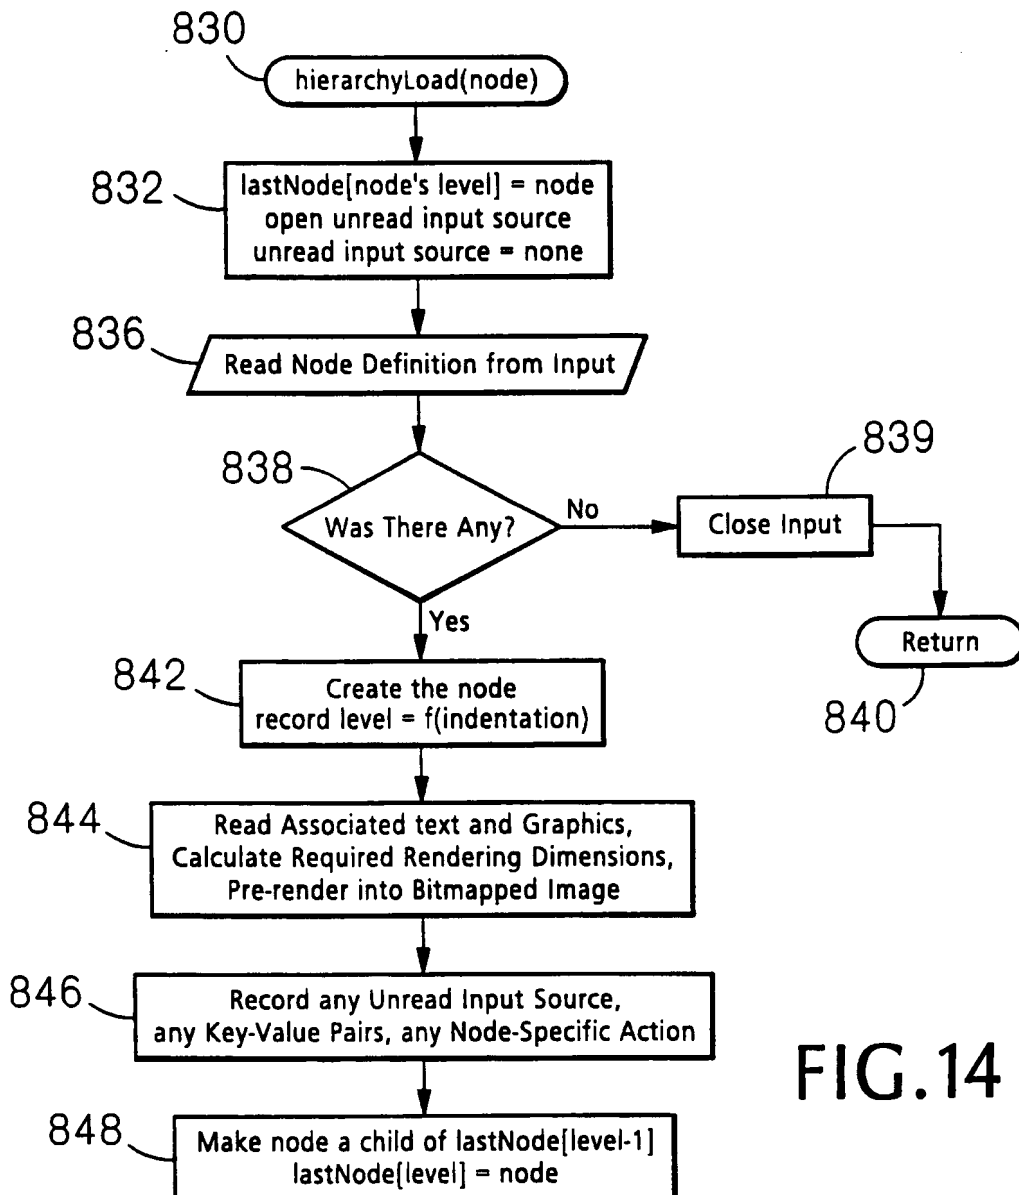 830
hierarchyLoad(node)
832
lastNode[node's level] = node
open unread input source
unread input source = none
836
Read Node Definition from Input
838
Was There Any?
No
839
Close Input
Yes
Return
840
842
Create the node
record level = f(indentation)
844
Read Associated text and Graphics,
Calculate Required Rendering Dimensions,
Pre-render into Bitmapped Image
846
Record any Unread Input Source,
any Key-Value Pairs, any Node-Specific Action
FIG.14
848
Make node a child of lastNode[level-1]
lastNode[level] = node